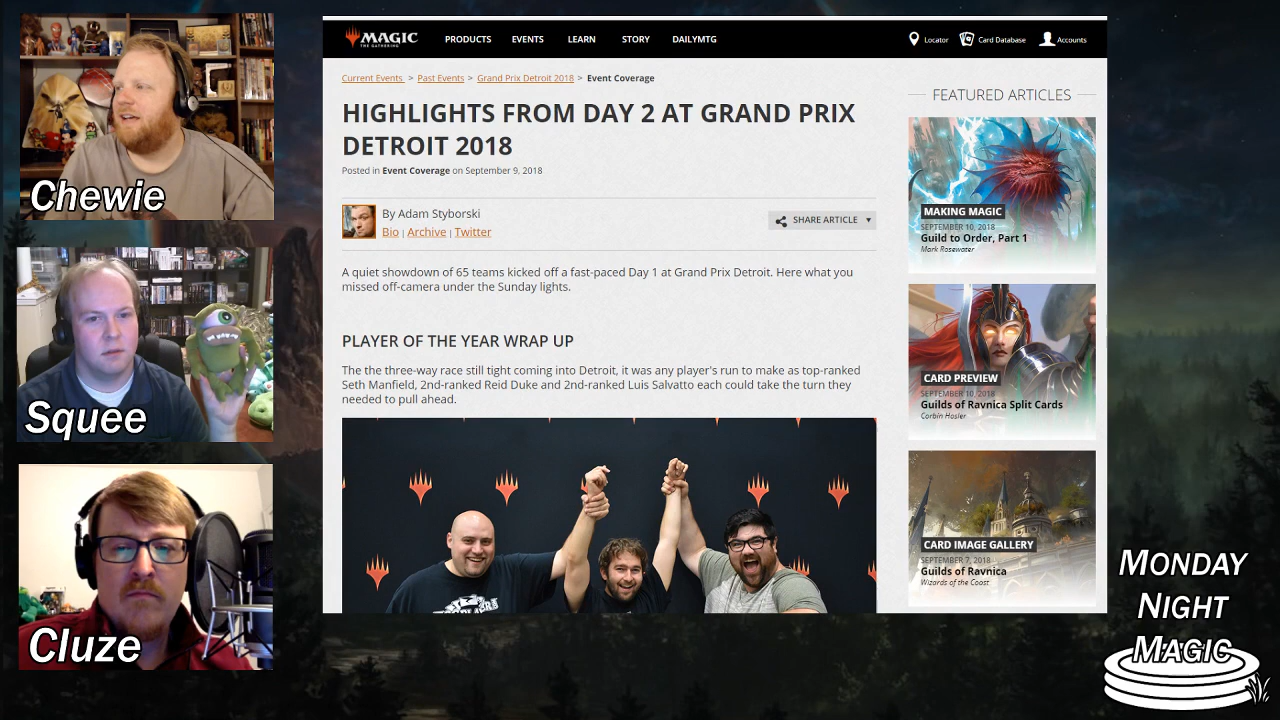 Chewie
Squee
Cluze
MAGIC
THE GATHERING
PRODUCTS
EVENTS
LEARN
STORY
DAILYMTG
Locator
Card Database
Accounts
Current Events > Past Events > Grand Prix Detroit 2018 > Event Coverage
HIGHLIGHTS FROM DAY 2 AT GRAND PRIX
DETROIT 2018
Posted in Event Coverage on September 9, 2018
By Adam Styborski
Bio | Archive | Twitter
SHARE ARTICLE
A quiet showdown of 65 teams kicked off a fast-paced Day 1 at Grand Prix Detroit. Here what you
missed off-camera under the Sunday lights.
PLAYER OF THE YEAR WRAP UP
The the three-way race still tight coming into Detroit, it was any player's run to make as top-ranked
Seth Manfield, 2nd-ranked Reid Duke and 2nd-ranked Luis Salvato each could take the turn they
needed to pull ahead.
FEATURED ARTICLES
MAKING MAGIC
SEPTEMBER 10, 2018
Guild to Order, Part 1
Mark Rosewater
CARD PREVIEW
SEPTEMBER 10, 2018
Guilds of Ravnica Split Cards
Corbin Hosler
CARD IMAGE GALLERY
SEPTEMBER 7, 2018
Guilds of Ravnica
Wizards of the Coast
MONDAY
NIGHT
MAGIC